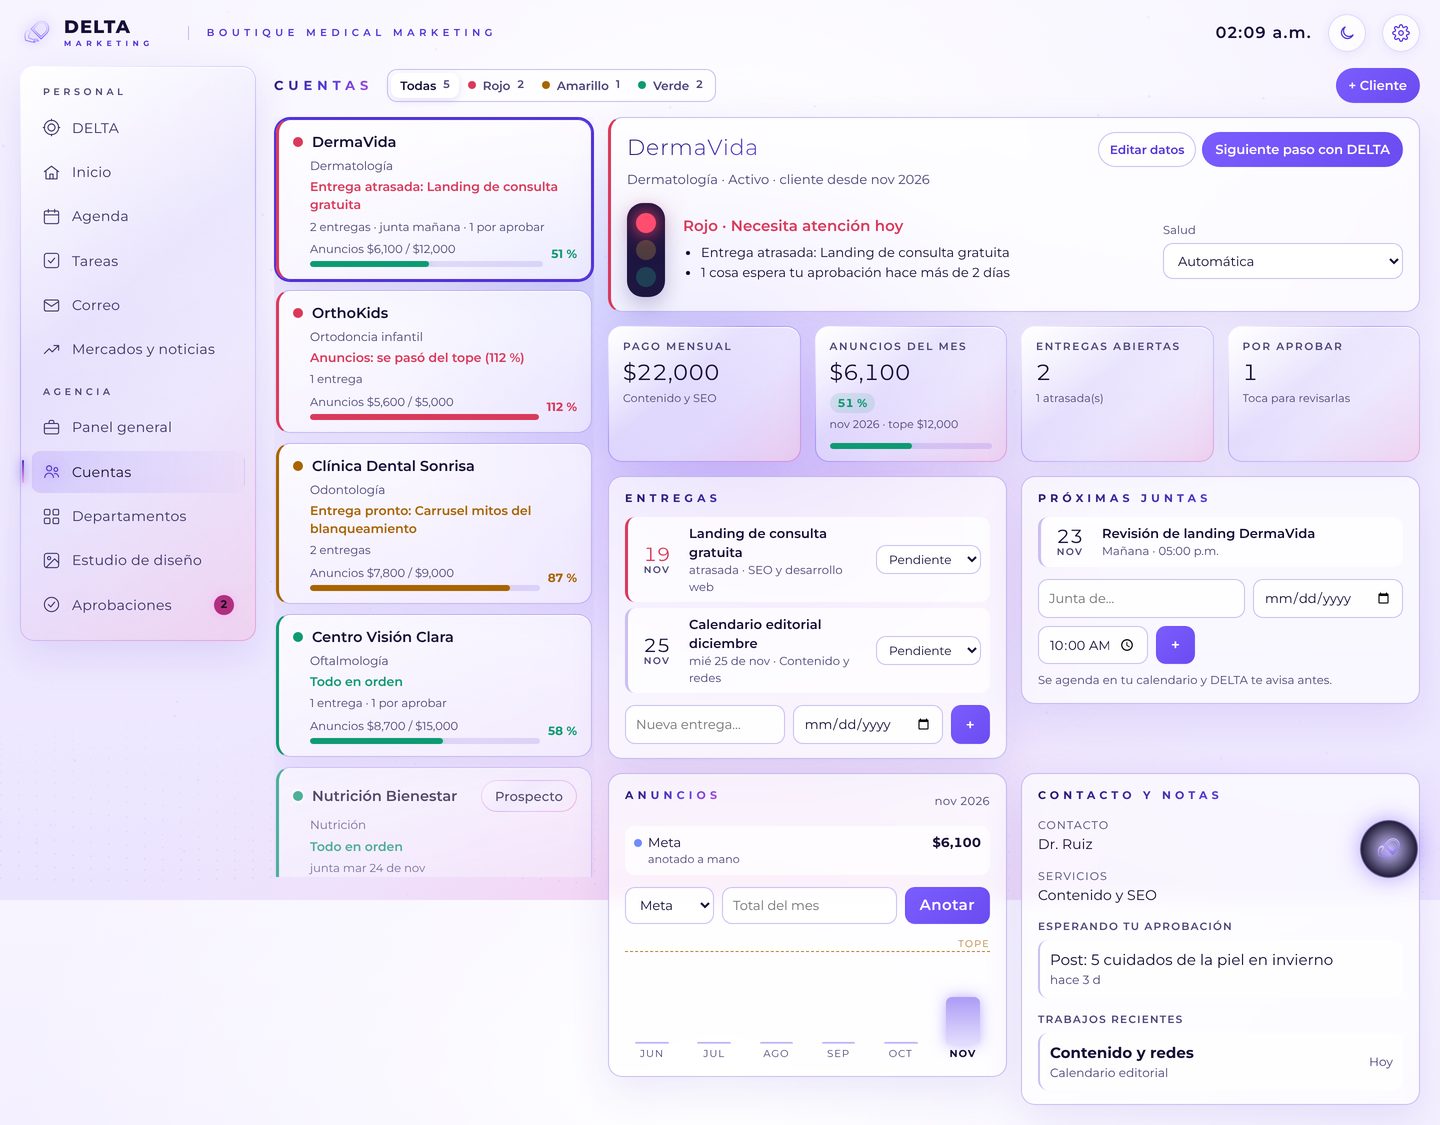 DELTA
MARKETING
BOUTIQUE MEDICAL MARKETING
02:09 a.m.
PERSONAL
DELTA
Inicio
Agenda
Tareas
Correo
Mercados y noticias
AGENCIA
Panel general
Cuentas
Departamentos
Estudio de diseño
Aprobaciones 2
CUENTAS
Todas 5 Rojo 2 Amarillo 1 Verde 2
+ Cliente
DermaVida
Dermatología
Entrega atrasada: Landing de consulta
gratuita
2 entregas · junta mañana · 1 por aprobar
Anuncios $6,100 / $12,000
51 %
OrthoKids
Ortodoncia infantil
Anuncios: se pasó del tope (112 %)
1 entrega
Anuncios $5,600 / $5,000
112 %
Clínica Dental Sonrisa
Odontología
Entrega pronto: Carrusel mitos del
blanqueamiento
2 entregas
Anuncios $7,800 / $9,000
87 %
Centro Visión Clara
Oftalmología
Todo en orden
1 entrega · 1 por aprobar
Anuncios $8,700 / $15,000
58 %
Nutrición Bienestar Prospecto
Nutrición
Todo en orden
junta mar 24 de nov
DermaVida
Editar datos
Siguiente paso con DELTA
Dermatología · Activo · cliente desde nov 2026
Rojo · Necesita atención hoy
• Entrega atrasada: Landing de consulta gratuita
• 1 cosa espera tu aprobación hace más de 2 días
Salud
Automática
PAGO MENSUAL
$22,000
Contenido y SEO
ANUNCIOS DEL MES
$6,100
51 %
nov 2026 · tope $12,000
ENTREGAS ABIERTAS
2
1 atrasada(s)
POR APROBAR
1
Toca para revisarlas
ENTREGAS
19
NOV
Landing de consulta
gratuita
atrasada · SEO y desarrollo
web
Pendiente
25
NOV
Calendario editorial
diciembre
mié 25 de nov · Contenido y
redes
Pendiente
Nueva entrega...
mm/dd/yyyy
+
PRÓXIMAS JUNTAS
23
NOV
Revisión de landing DermaVida
Mañana · 05:00 p.m.
Junta de...
mm/dd/yyyy
10:00 AM
+
Se agenda en tu calendario y DELTA te avisa antes.
ANUNCIOS
nov 2026
Meta
anotado a mano
$6,100
Meta
Total del mes
Anotar
TOPE
JUN JUL AGO SEP OCT NOV
CONTACTO Y NOTAS
CONTACTO
Dr. Ruiz
SERVICIOS
Contenido y SEO
ESPERANDO TU APROBACIÓN
Post: 5 cuidados de la piel en invierno
hace 3 d
TRABAJOS RECIENTES
Contenido y redes
Calendario editorial
Hoy